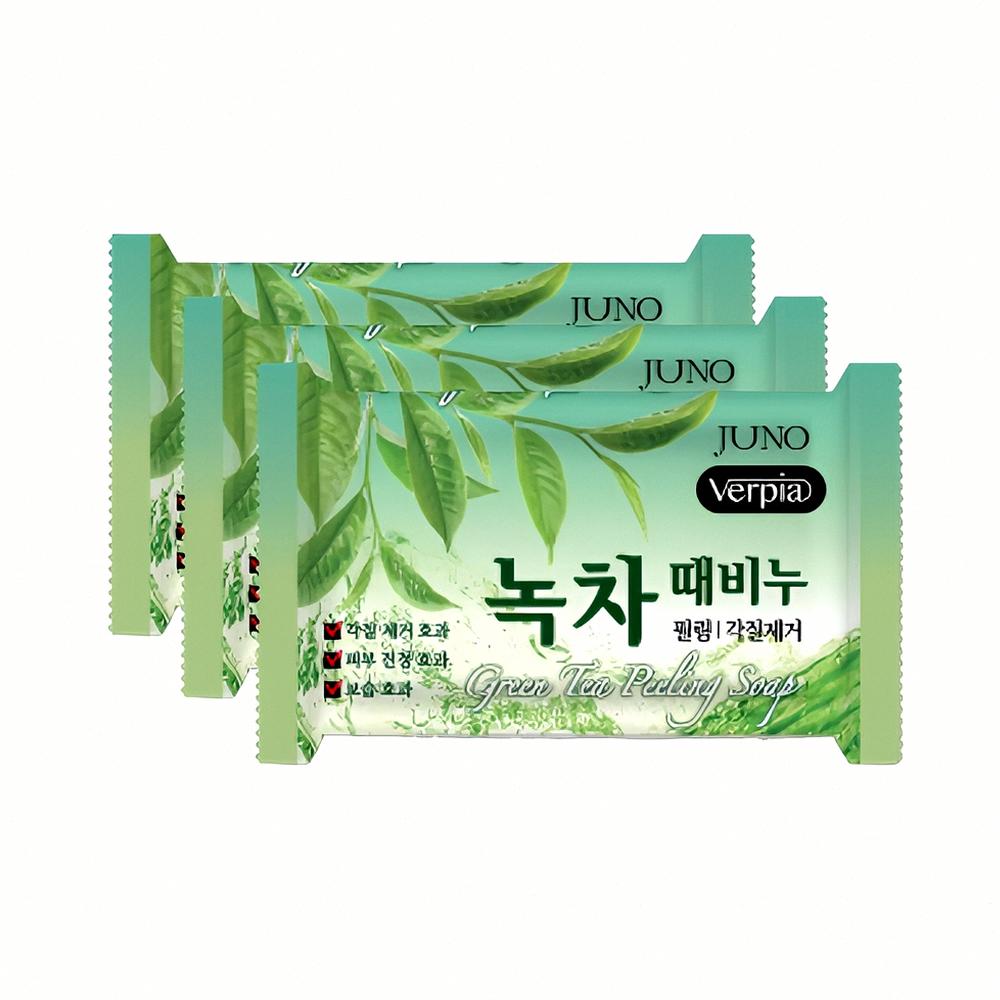 JUNO
JUNO
JUNO
Verpia
녹차 때비누
필링 | 각질제거
각질 제거 효과
피부 진정 효과
보습 효과
Green Tea Peeling Soap